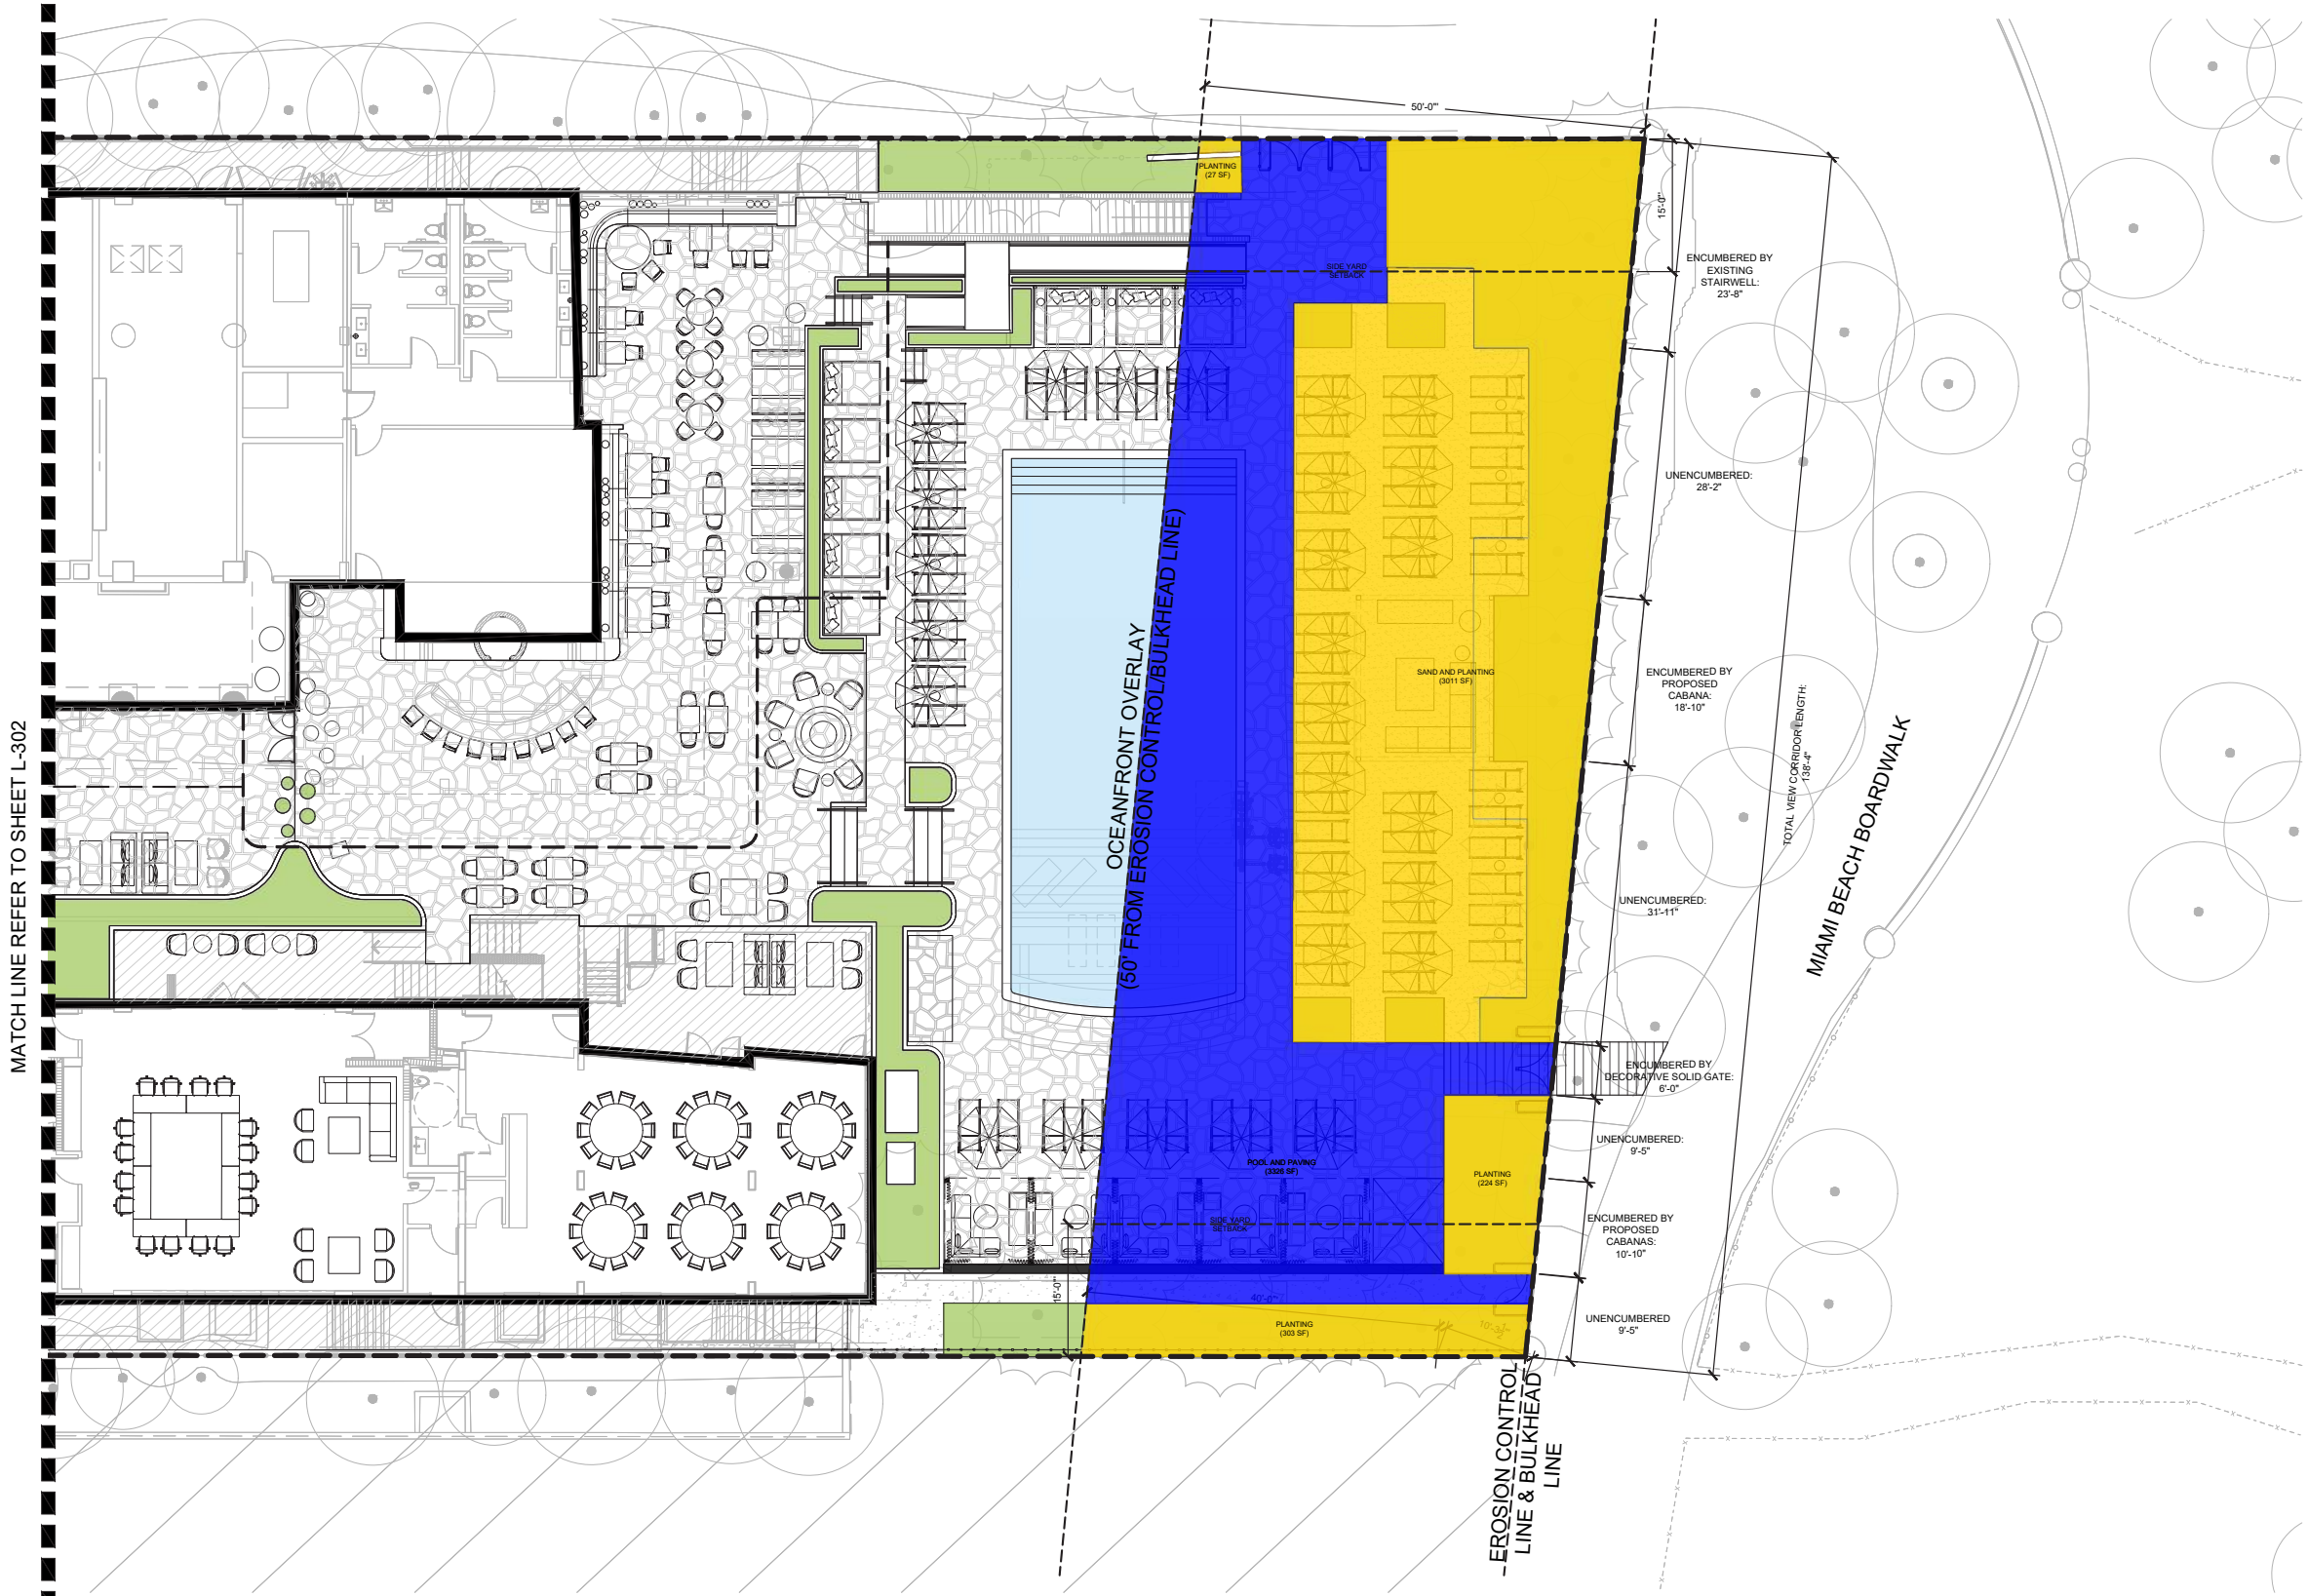 50'-0"
PLANTING
(27 SF)
15'-0"
SIDE YARD
SETBACK
ENCUMBERED BY
EXISTING
STAIRWELL:
23'-8"
UNENCUMBERED:
28'-2"
OCEANFRONT OVERLAY
(50' FROM EROSION CONTROL/BULKHEAD LINE)
SAND AND PLANTING
(3011 SF)
ENCUMBERED BY
PROPOSED
CABANA:
18'-10"
TOTAL VIEW CORRIDOR LENGTH:
138'-4"
MIAMI BEACH BOARDWALK
MATCH LINE REFER TO SHEET L-302
UNENCUMBERED:
31'-11"
ENCUMBERED BY
DECORATIVE SOLID GATE:
6'-0"
UNENCUMBERED:
9'-5"
POOL AND PAVING
(3326 SF)
PLANTING
(224 SF)
SIDE YARD
SETBACK
ENCUMBERED BY
PROPOSED
CABANAS:
10'-10"
15'-0"
40'-0"
PLANTING
(303 SF)
UNENCUMBERED
9'-5"
EROSION CONTROL
LINE & BULKHEAD
LINE